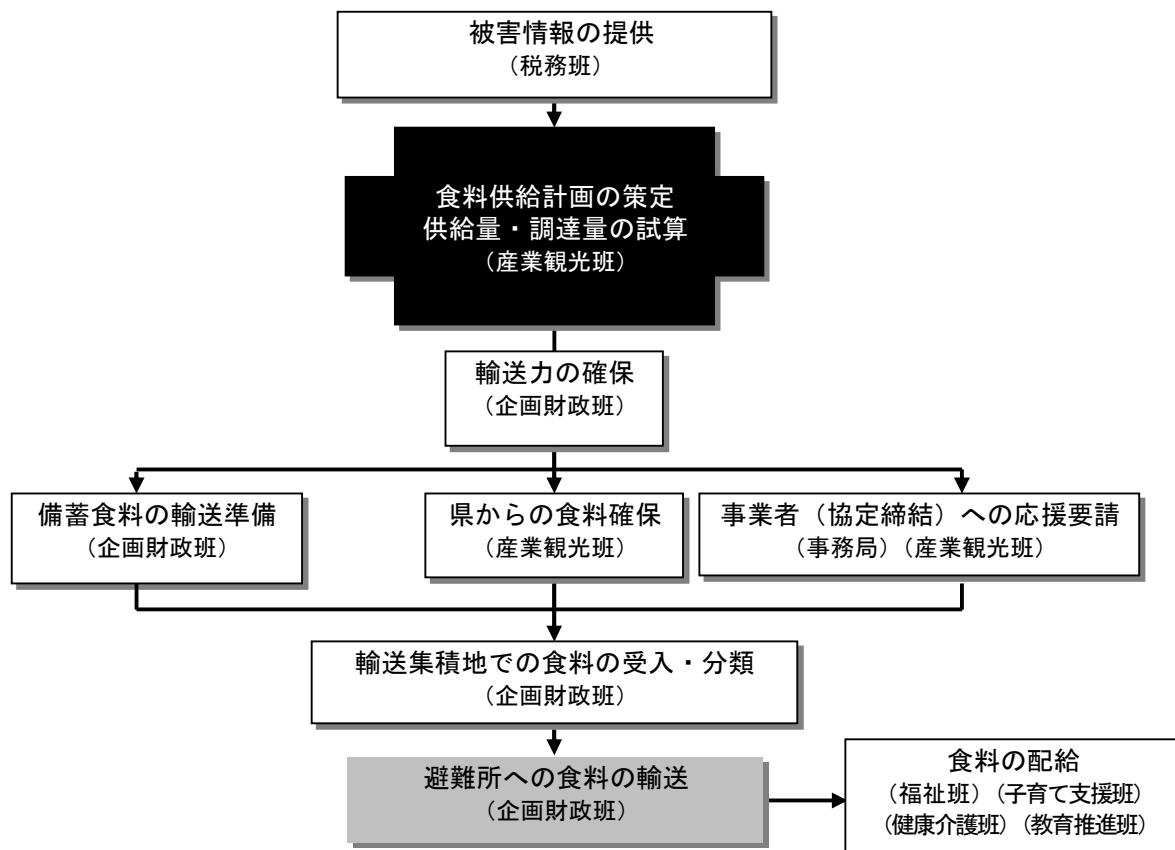 被害情報の提供
（税務班）
食料供給計画の策定
供給量・調達量の試算
（産業観光班）
輸送力の確保
（企画財政班）
備蓄食料の輸送準備
（企画財政班）
県からの食料確保
（産業観光班）
事業者（協定締結）への応援要請
（事務局）（産業観光班）
輸送集積地での食料の受入・分類
（企画財政班）
避難所への食料の輸送
（企画財政班）
食料の配給
（福祉班）（子育て支援班）
（健康介護班）（教育推進班）